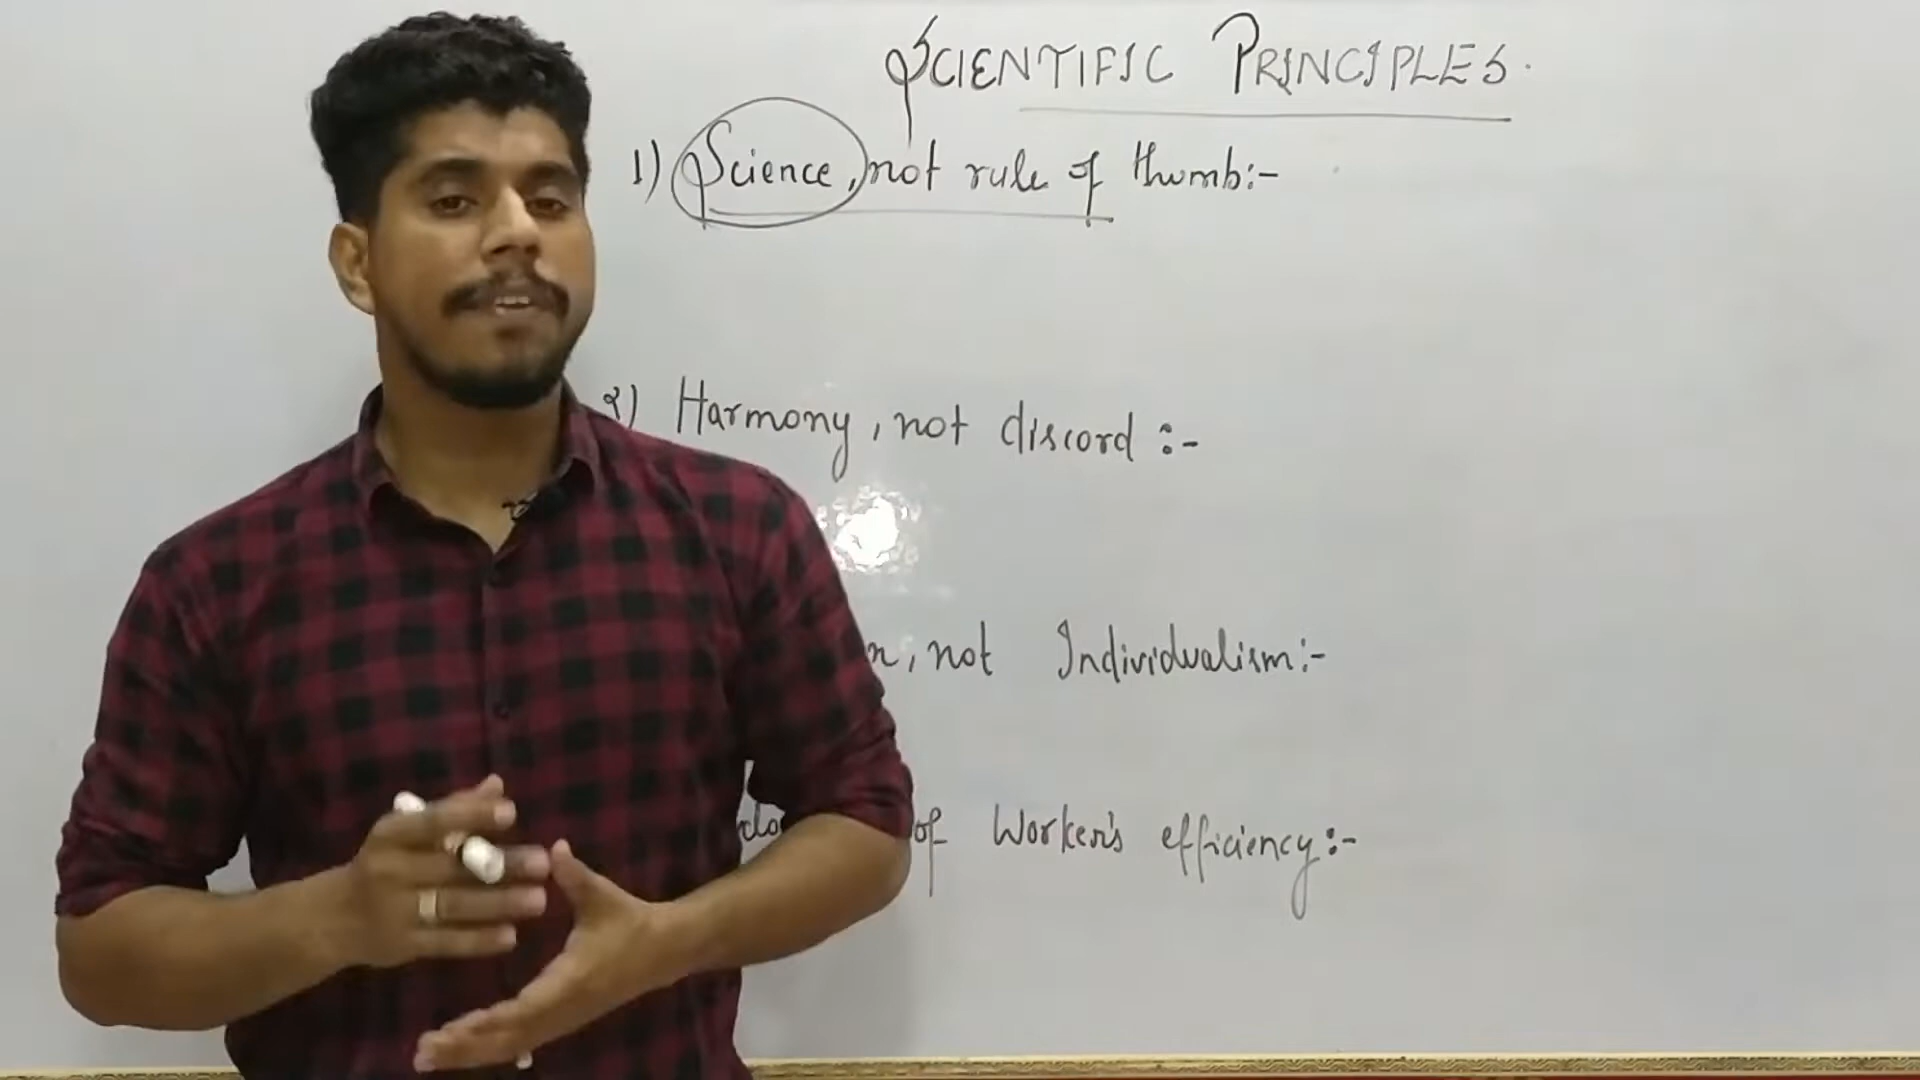 SCIENTIFIC PRINCIPLES.
1) Science, not rule of thumb:-
2) Harmony, not discord :-
, not Individualism:-
of Worker's efficiency:-